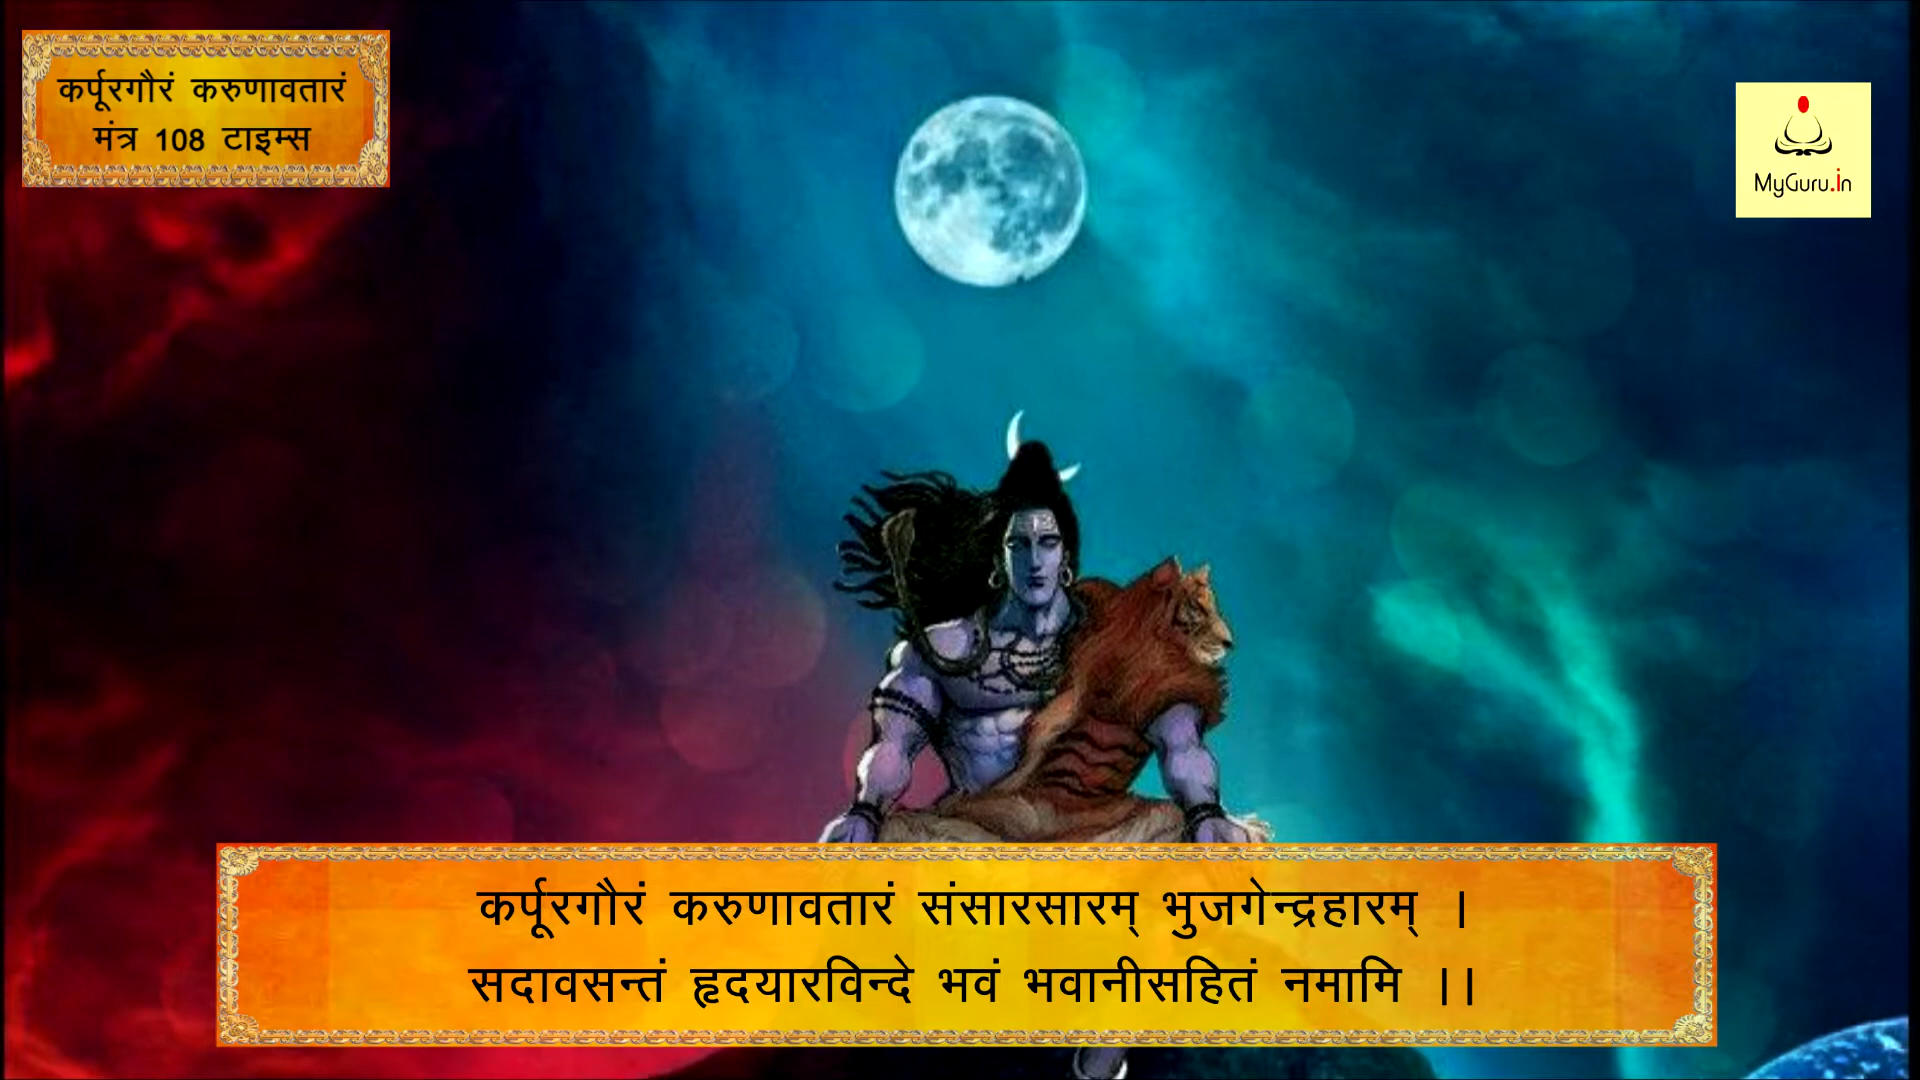 कर्पूरगौरं करुणावतारं
मंत्र 108 टाइम्स
MyGuru.in
कर्पूरगौरं करुणावतारं संसारसारम् भुजगेन्द्रहारम् ।
सदावसन्तं हृदयारविन्दे भवं भवानीसहितं नमामि ।।